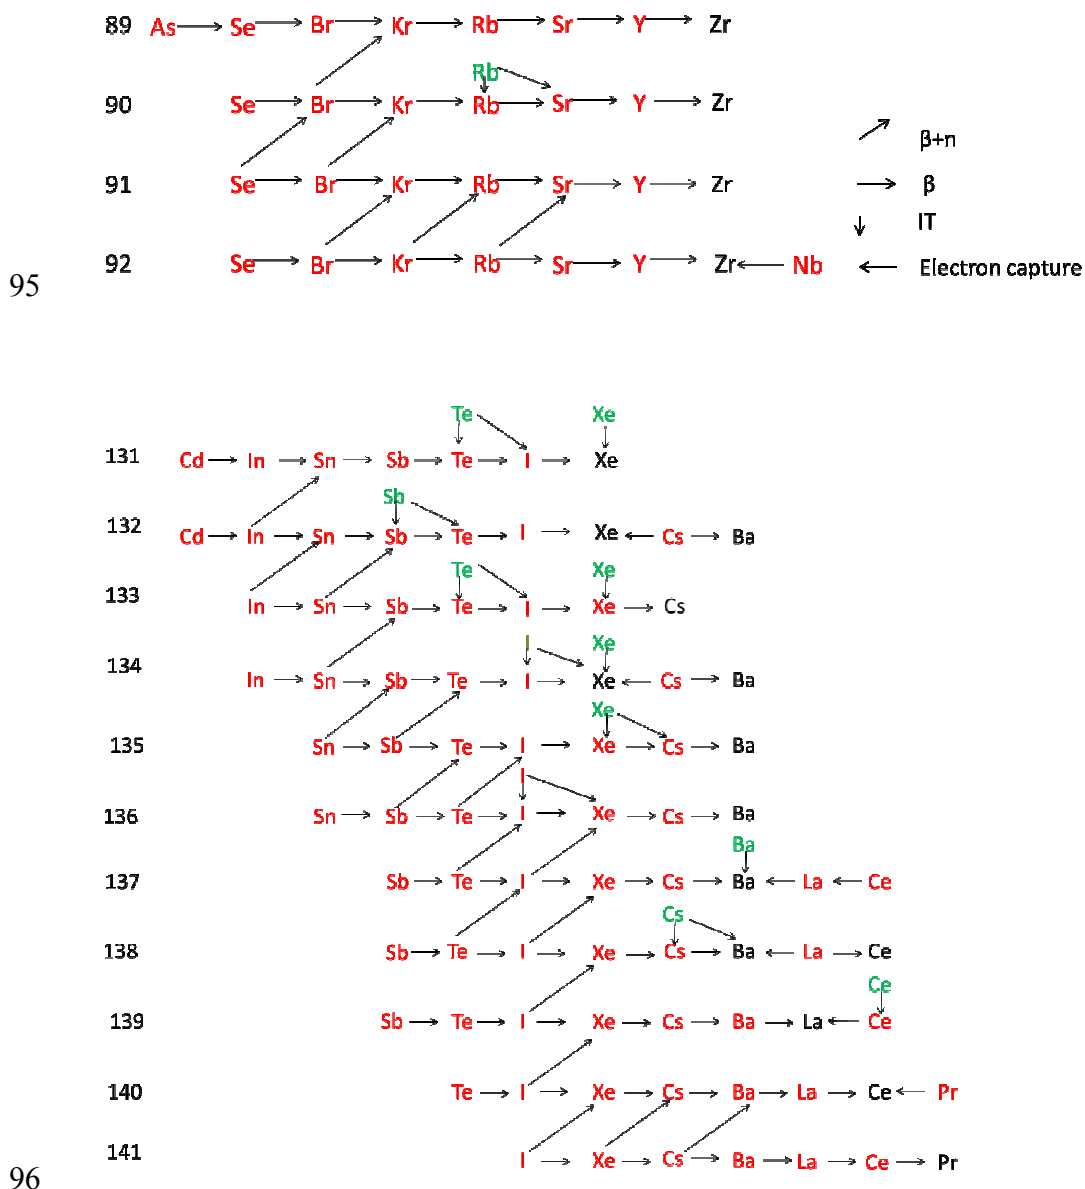 89 As Se Br Kr Rb Sr Y Zr
Rb
90 Se Br Kr Rb Sr Y Zr
β+n
91 Se Br Kr Rb Sr Y Zr
β
IT
92 Se Br Kr Rb Sr Y Zr Nb
Electron capture
95
Te Xe
131 Cd In Sn Sb Te I Xe
Sb
132 Cd In Sn Sb Te I Xe Cs Ba
Te Xe
133 In Sn Sb Te I Xe Cs
I Xe
134 In Sn Sb Te I Xe Cs Ba
Xe
135 Sn Sb Te I Xe Cs Ba
I
136 Sn Sb Te I Xe Cs Ba
Ba
137 Sb Te I Xe Cs Ba La Ce
Cs
138 Sb Te I Xe Cs Ba La Ce
Ce
139 Sb Te I Xe Cs Ba La Ce
140 Te I Xe Cs Ba La Ce Pr
141 I Xe Cs Ba La Ce Pr
96